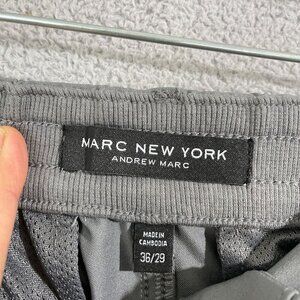 MARC NEW YORK
ANDREW MARC
MADE IN
CAMBODIA
36/29